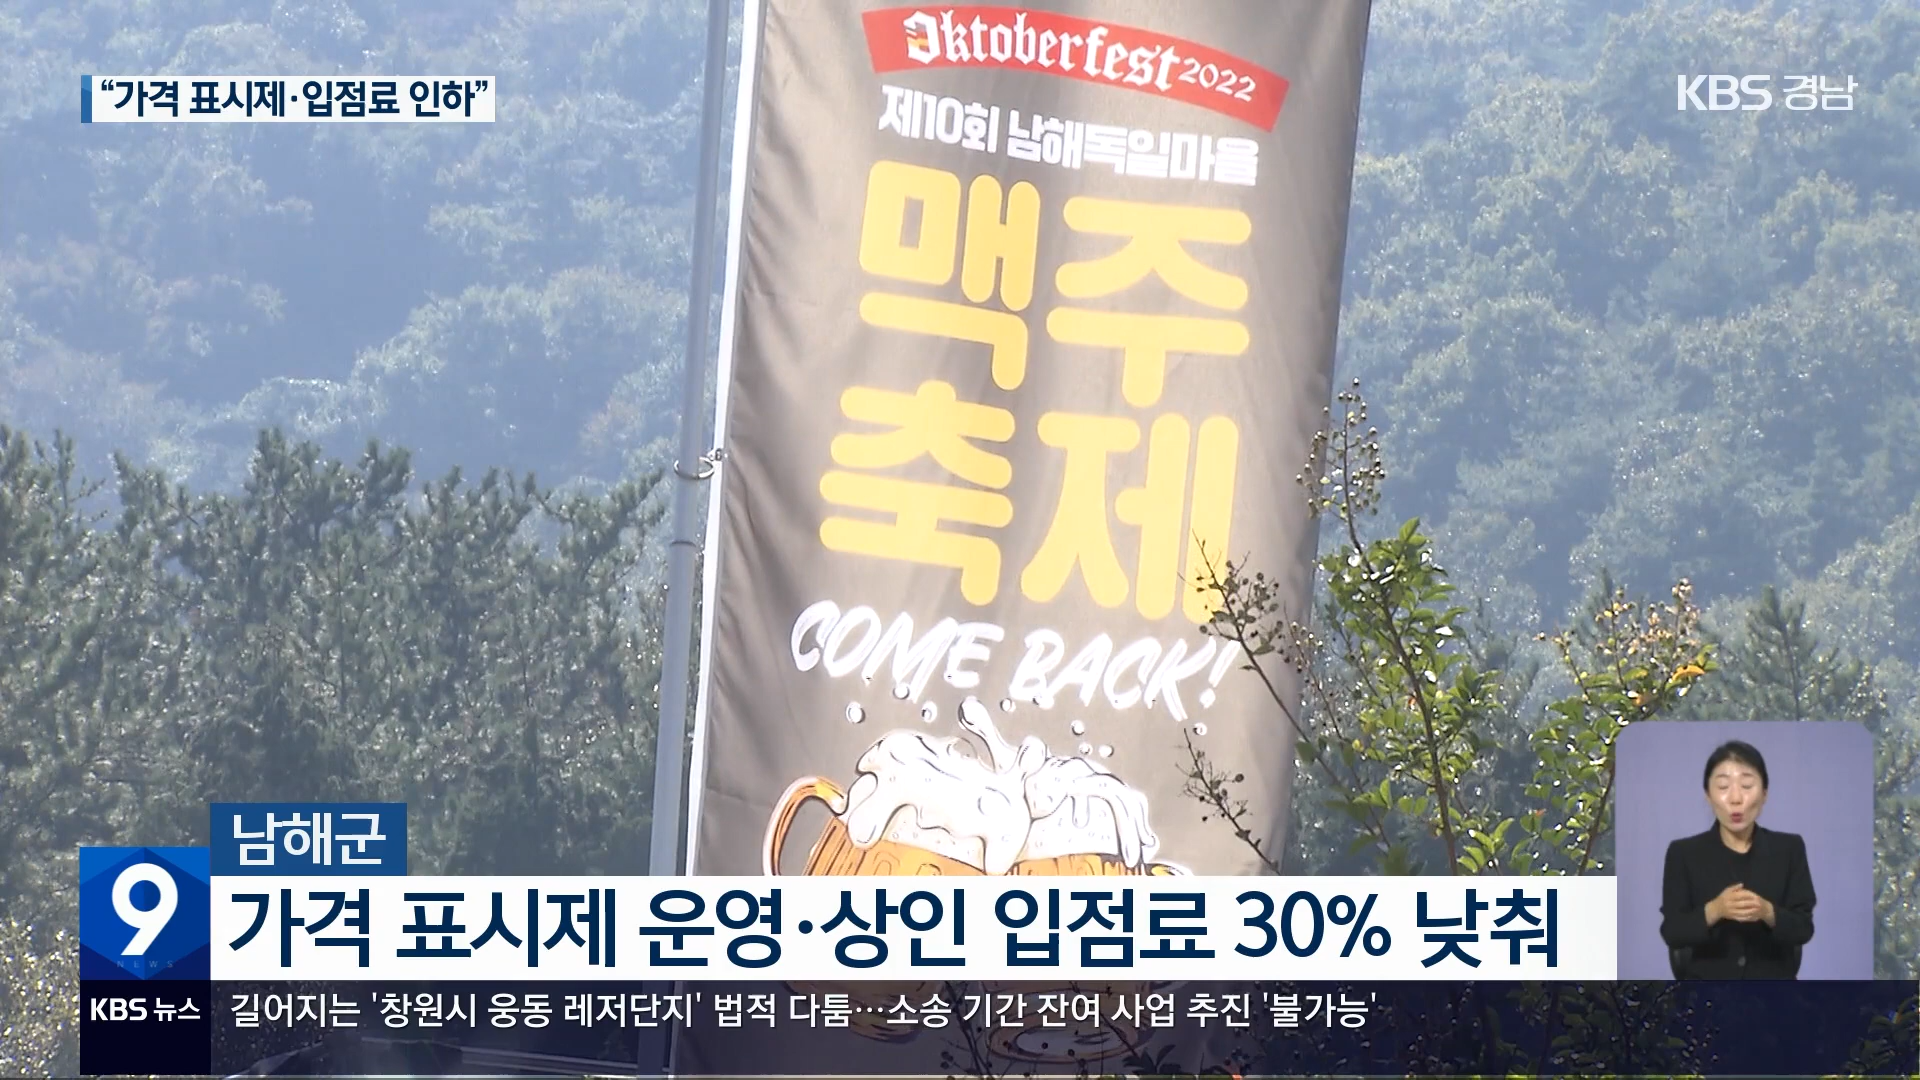 “가격 표시제·입점료 인하”
KBS 경남
Oktoberfest 2022
제10회 남해독일마을
맥주
축제
COME BACK!
남해군
9
NEWS
가격 표시제 운영·상인 입점료 30% 낮춰
KBS 뉴스
길어지는 '창원시 웅동 레저단지' 법적 다툼…소송 기간 잔여 사업 추진 '불가능'